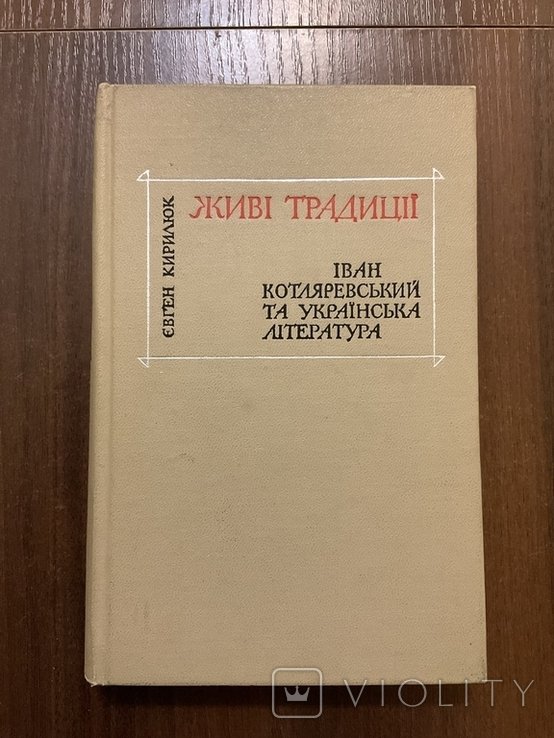 ЄВГЕН КИРИЛЮК
ЖИВІ ТРАДИЦІЇ
ІВАН
КОТЛЯРЕВСЬКИЙ
ТА УКРАЇНСЬКА
ЛІТЕРАТУРА
VIOLITY